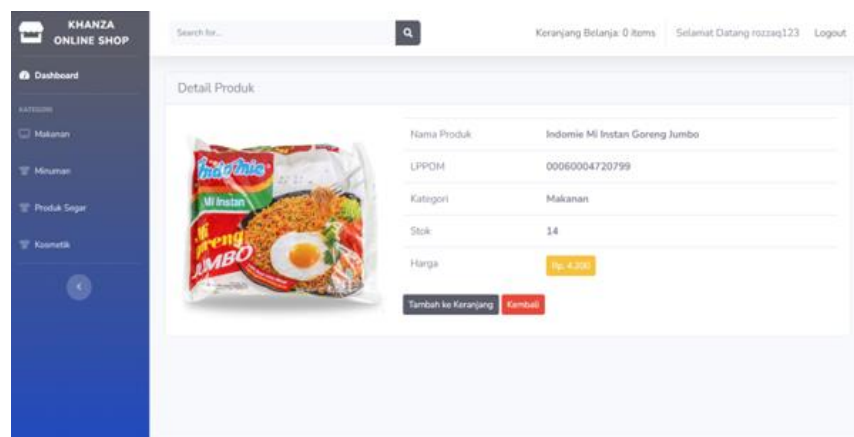 KHANZA
ONLINE SHOP
Search for...
Keranjang Belanja: 0 items
Selamat Datang rozzaq123
Logout
Dashboard
KATEGORI
Makanan
Minuman
Produk Segar
Kosmetik
Detail Produk
Indomie
Mi Instan
Mi
goreng
JUMBO
Nama Produk
Indomie Mi Instan Goreng Jumbo
LPPOM
00060004720799
Kategori
Makanan
Stok
14
Harga
Rp. 4.200
Tambah ke Keranjang
Kembali